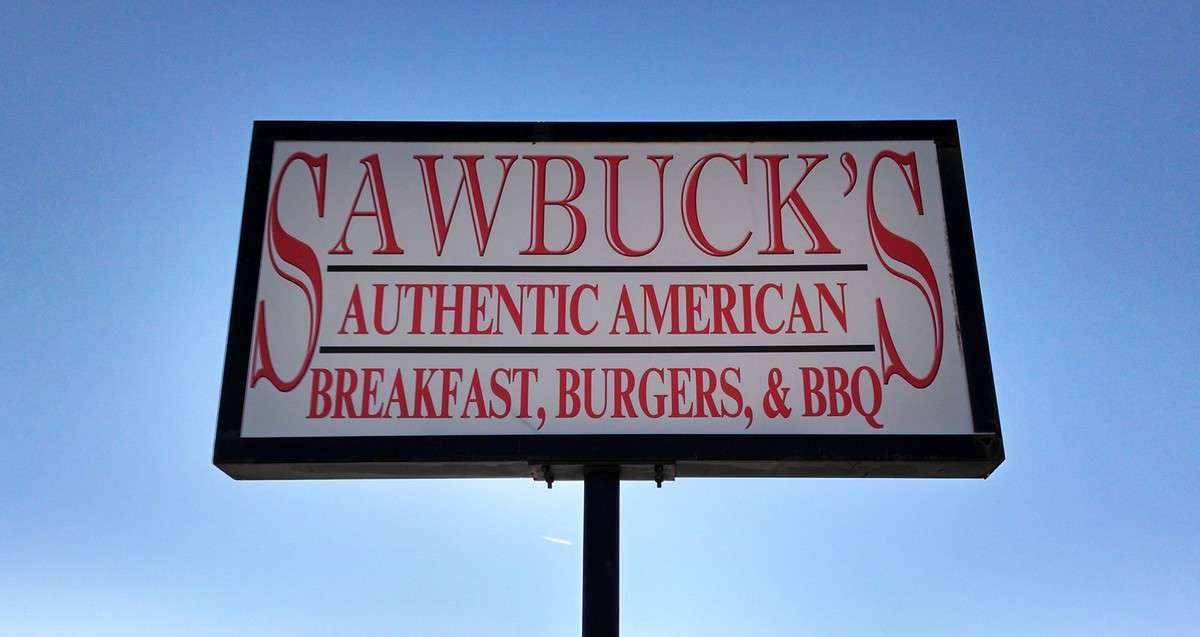 SAWBUCK'S
AUTHENTIC AMERICAN
BREAKFAST, BURGERS, & BBQ